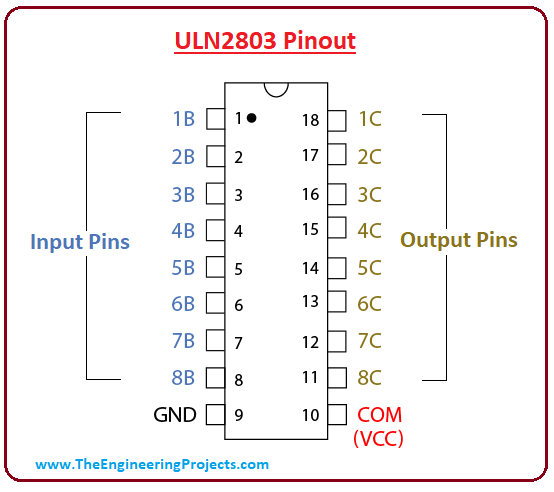 ULN2803 Pinout
1B 1 18 1C
2B 2 17 2C
3B 3 16 3C
4B 4 15 4C
Input Pins Output Pins
5B 5 14 5C
6B 6 13 6C
7B 7 12 7C
8B 8 11 8C
GND 9 10 COM
(VCC)
www.TheEngineeringProjects.com